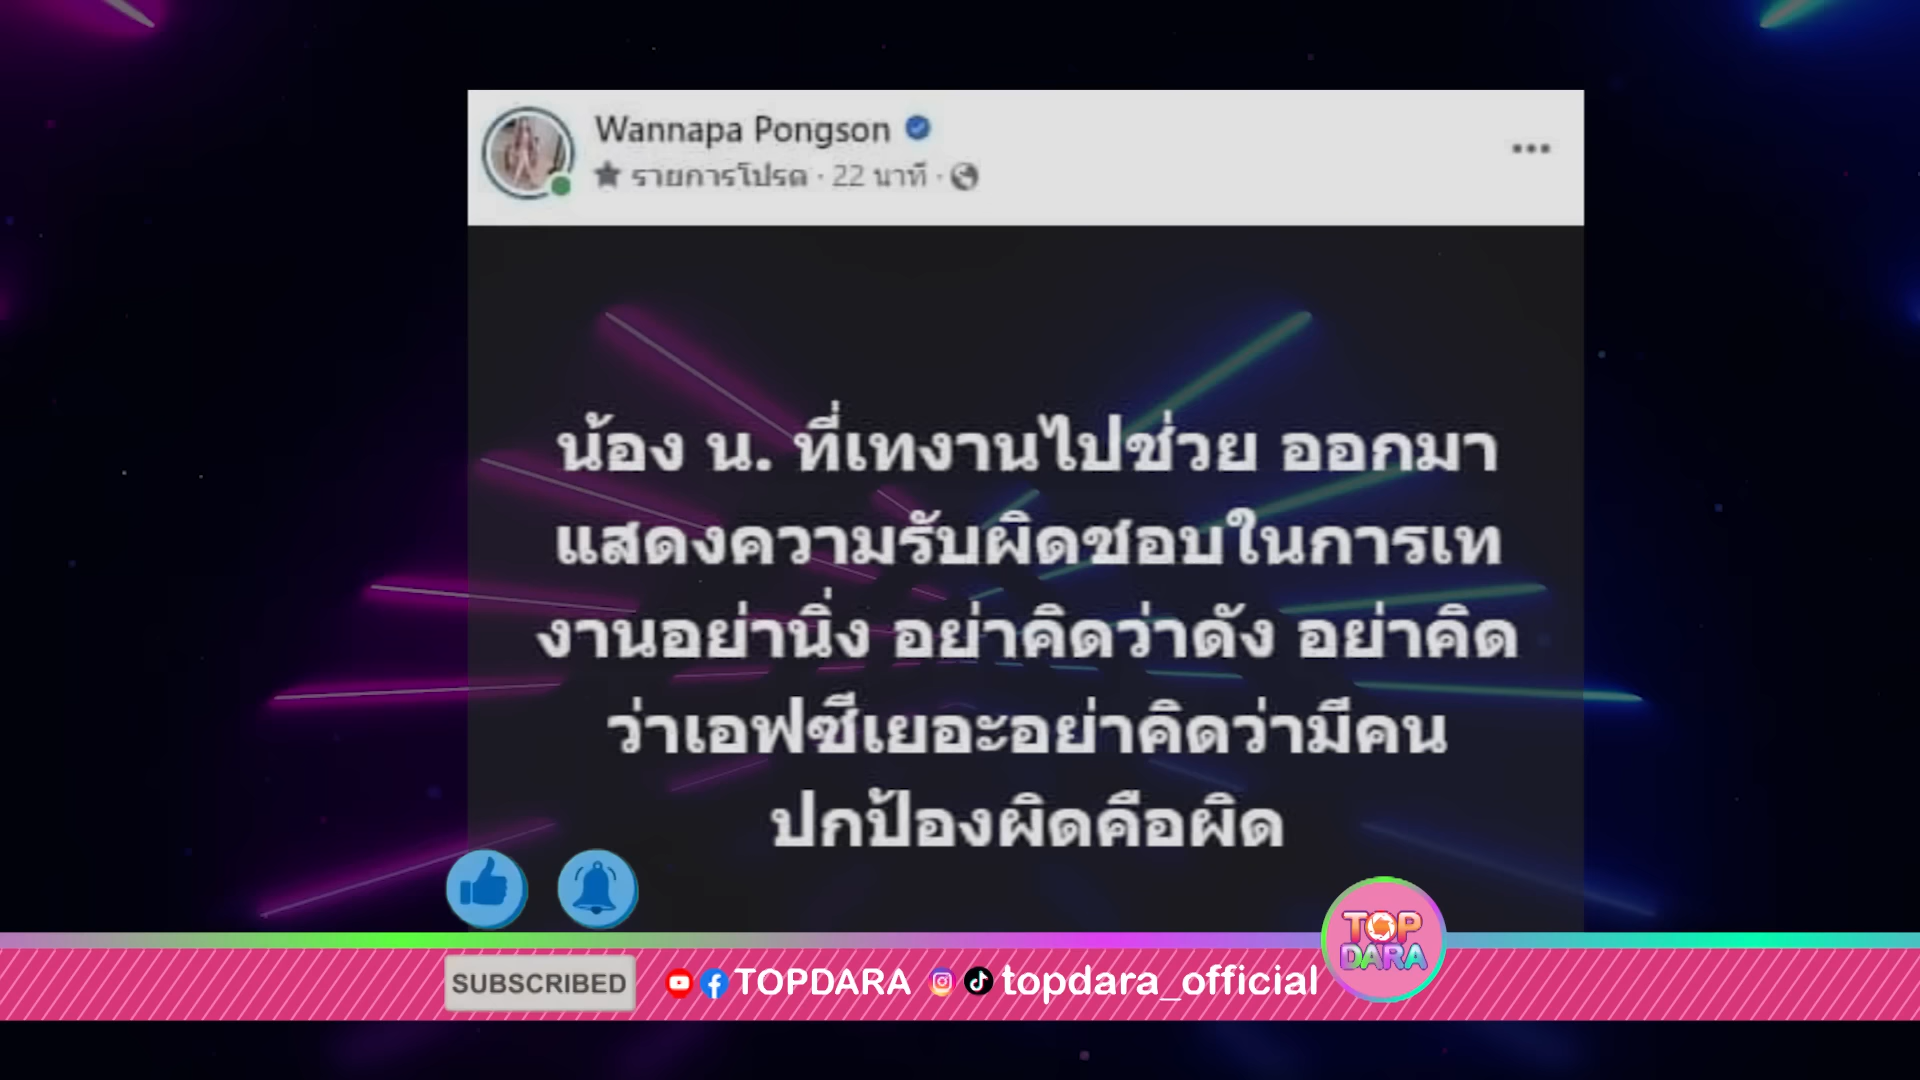 Wannapa Pongson
รายการโปรด · 22 นาที ·
น้อง น. ที่เทงานไปช่วย ออกมา
แสดงความรับผิดชอบในการเท
งานอย่านิ่ง อย่าคิดว่าดัง อย่าคิด
ว่าเอฟซีเยอะอย่าคิดว่ามีคน
ปกป้องผิดคือผิด
TOP
DARA
SUBSCRIBED TOPDARA topdara_official